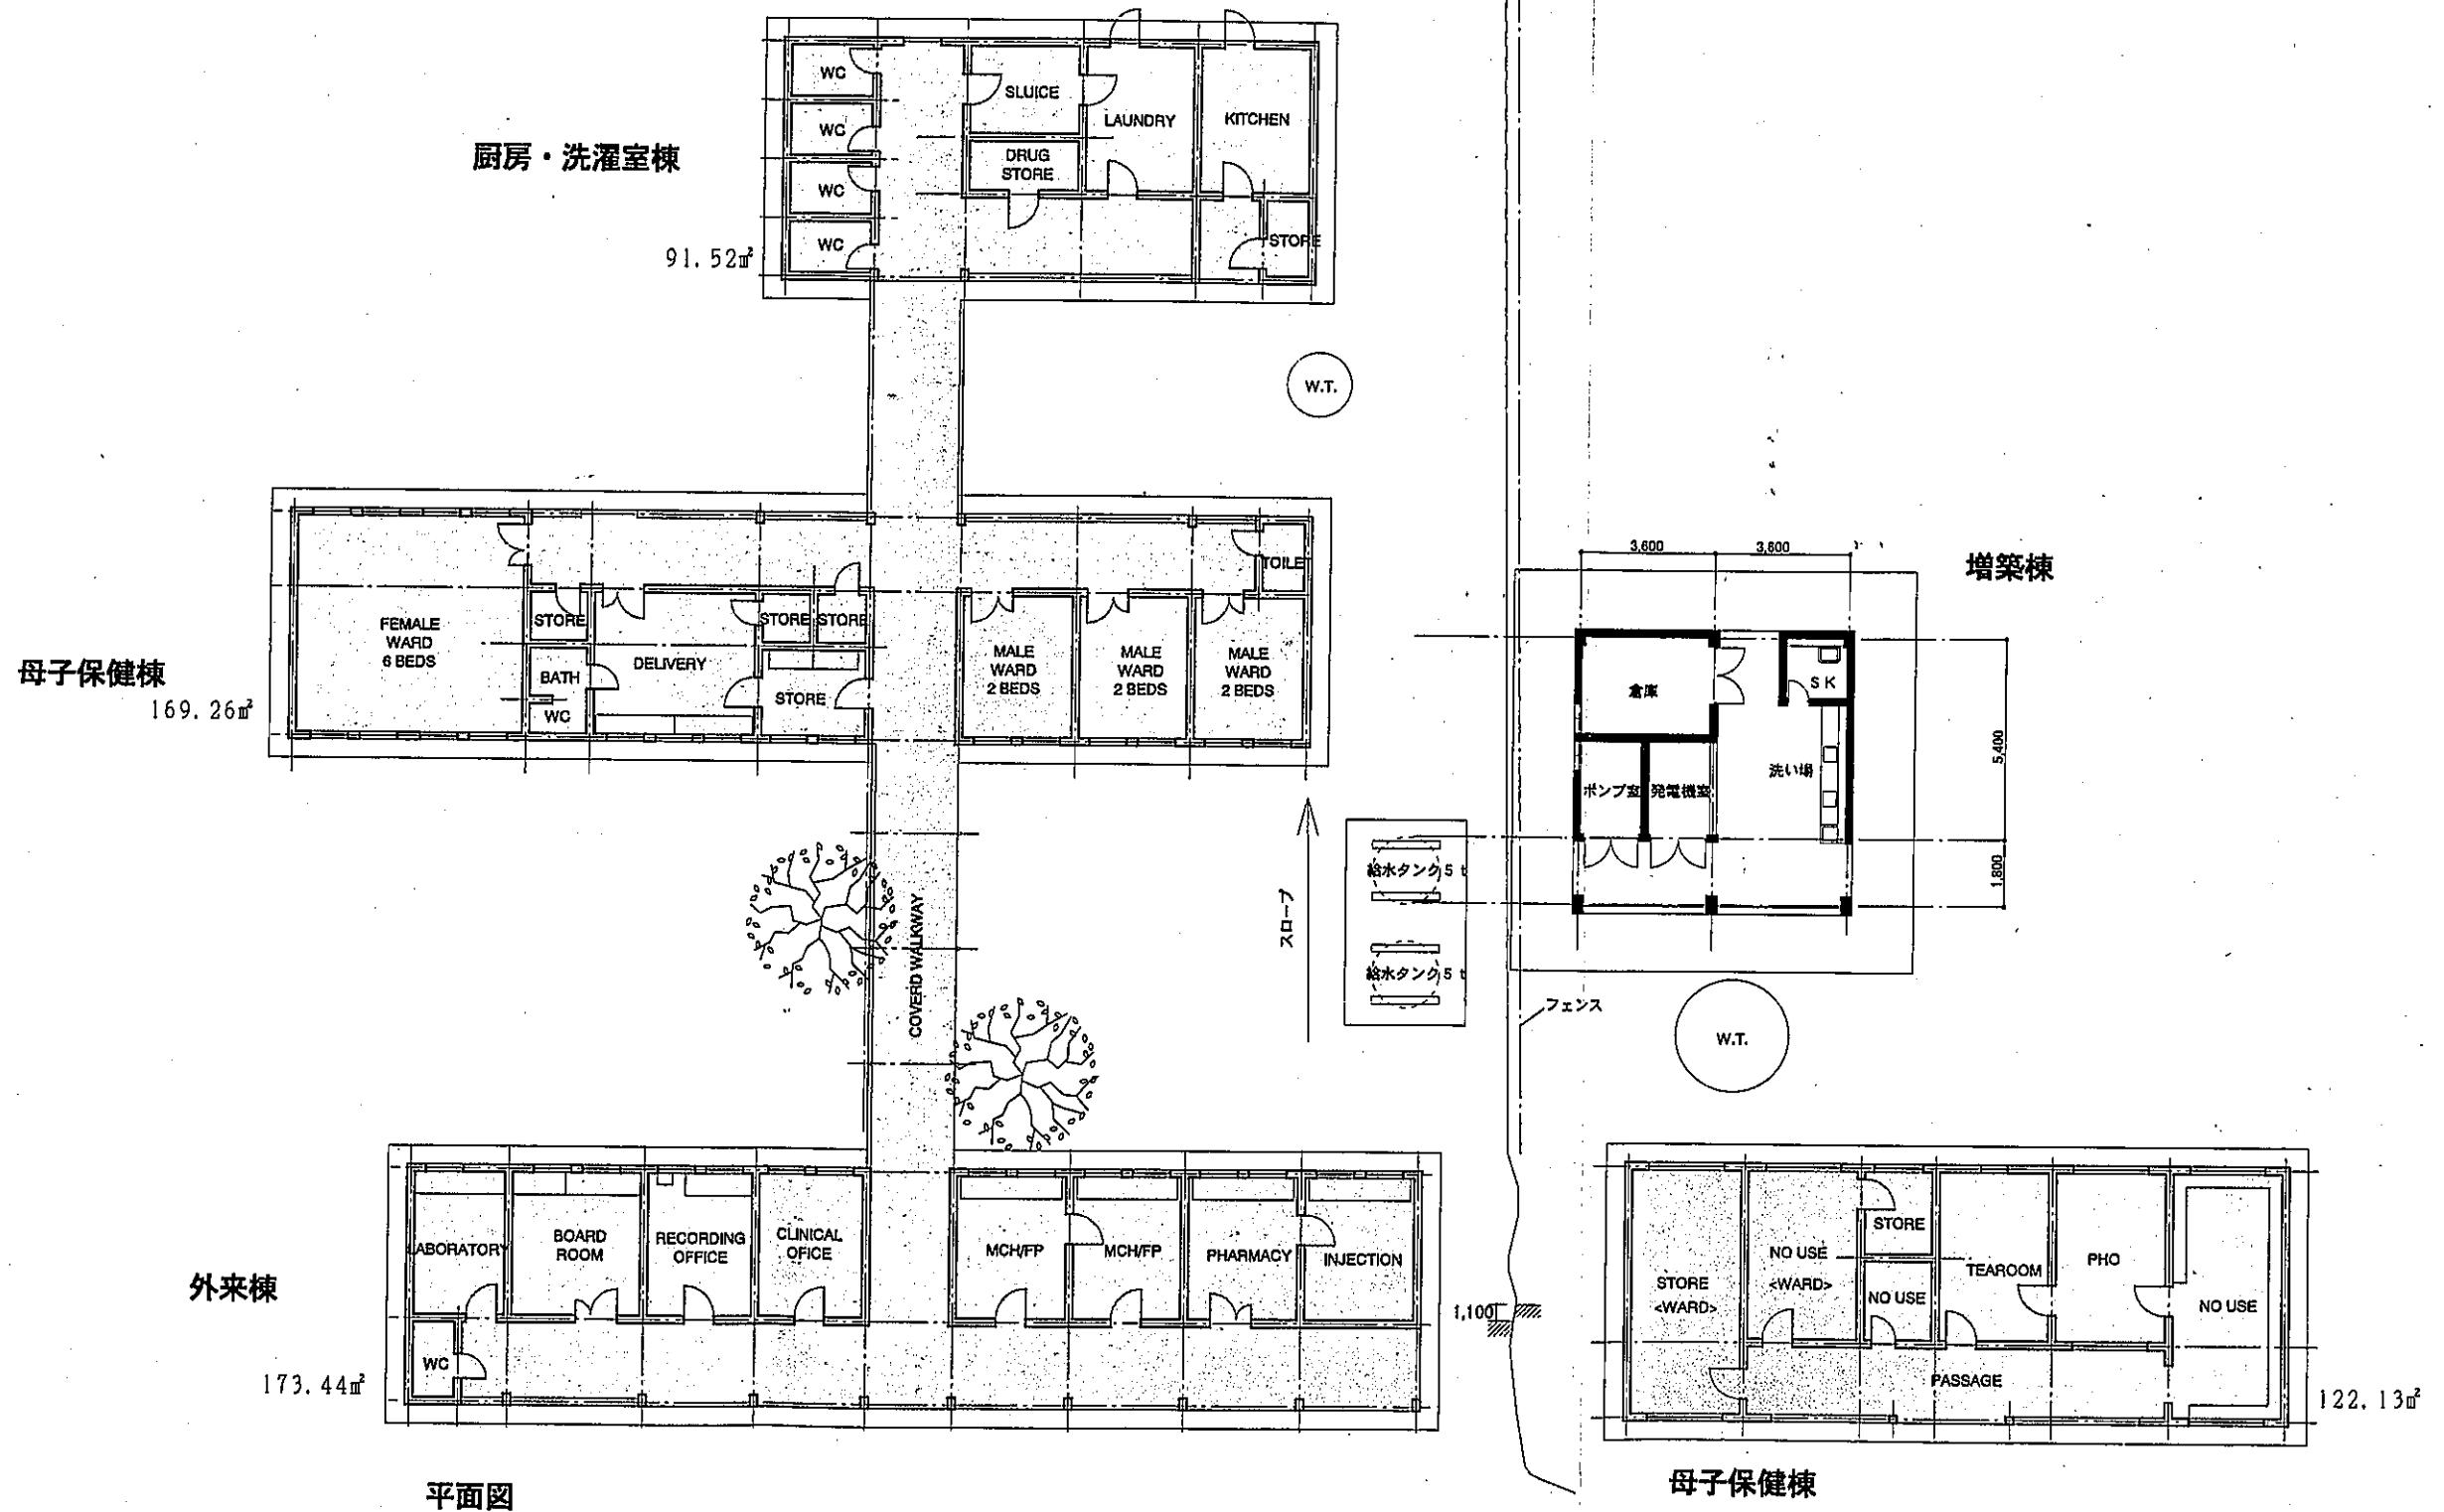 厨房・洗濯室棟
91.52㎡
WC
WC
WC
WC
SLUICE
DRUG
STORE
LAUNDRY
KITCHEN
STORE
W.T.
母子保健棟
169.26㎡
FEMALE
WARD
6 BEDS
STORE
BATH
WC
DELIVERY
STORE
STORE
STORE
MALE
WARD
2 BEDS
MALE
WARD
2 BEDS
MALE
WARD
2 BEDS
TOILE
増築棟
3,600
3,600
5,400
1,800
倉庫
SK
洗い場
ポンプ室
発電機室
給水タンク5t
給水タンク5t
スロープ
フェンス
W.T.
COVERD WALKWAY
外来棟
173.44㎡
LABORATORY
BOARD
ROOM
RECORDING
OFFICE
CLINICAL
OFICE
WC
MCH/FP
MCH/FP
PHARMACY
INJECTION
1,100
STORE
<WARD>
NO USE
<WARD>
STORE
NO USE
TEAROOM
PHO
NO USE
PASSAGE
122.13㎡
母子保健棟
平面図